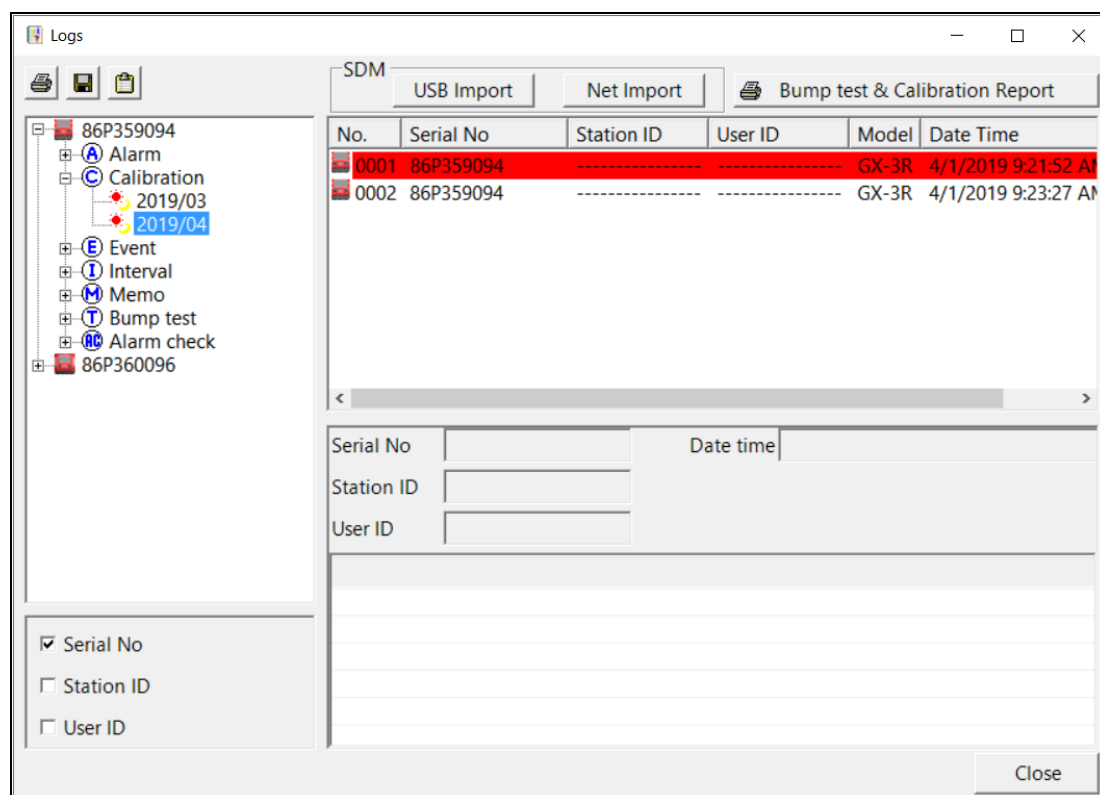 Logs
SDM
USB Import Net Import Bump test & Calibration Report
86P359094
A Alarm
C Calibration
2019/03
2019/04
E Event
I Interval
M Memo
T Bump test
AC Alarm check
86P360096
No. Serial No Station ID User ID Model Date Time
0001 86P359094 ---------------- ---------------- GX-3R 4/1/2019 9:21:52 AM
0002 86P359094 ---------------- ---------------- GX-3R 4/1/2019 9:23:27 AM
Serial No Date time
Station ID
User ID
Serial No
Station ID
User ID
Close